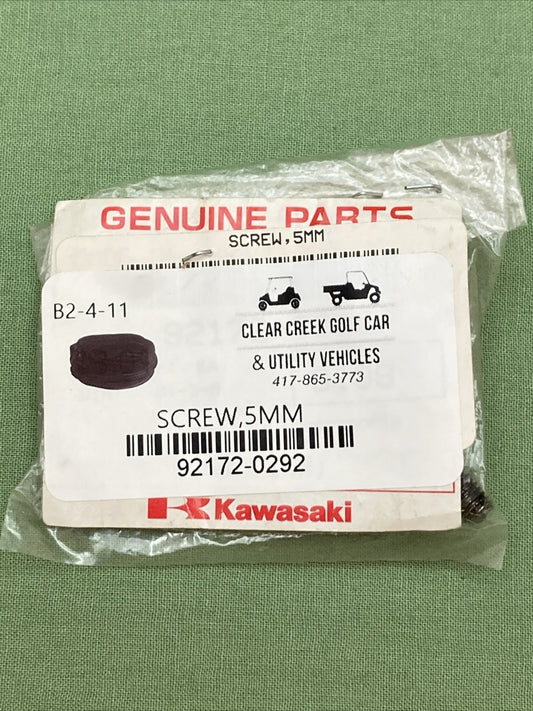 GENUINE PARTS
SCREW,5MM
B2-4-11
CLEAR CREEK GOLF CAR
& UTILITY VEHICLES
417-865-3773
SCREW,5MM
92172-0292
Kawasaki